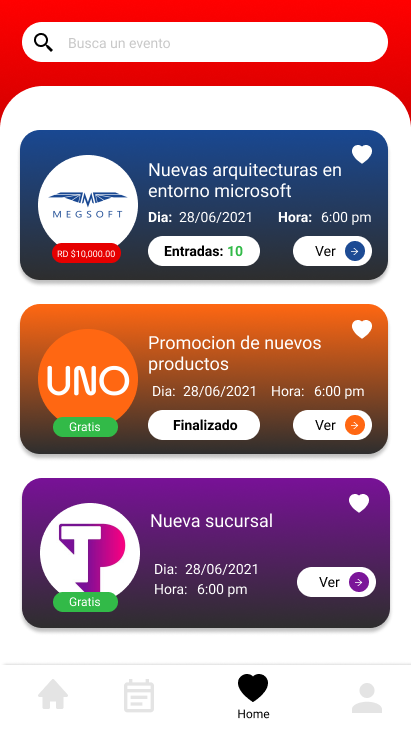 Busca un evento
Nuevas arquitecturas en
entorno microsoft
MEGSOFT
Dia: 28/06/2021 Hora: 6:00 pm
RD $10,000.00
Entradas: 10
Ver
Promocion de nuevos
productos
UNO
Dia: 28/06/2021 Hora: 6:00 pm
Gratis
Finalizado
Ver
Nueva sucursal
TP
Dia: 28/06/2021
Hora: 6:00 pm
Ver
Gratis
Home